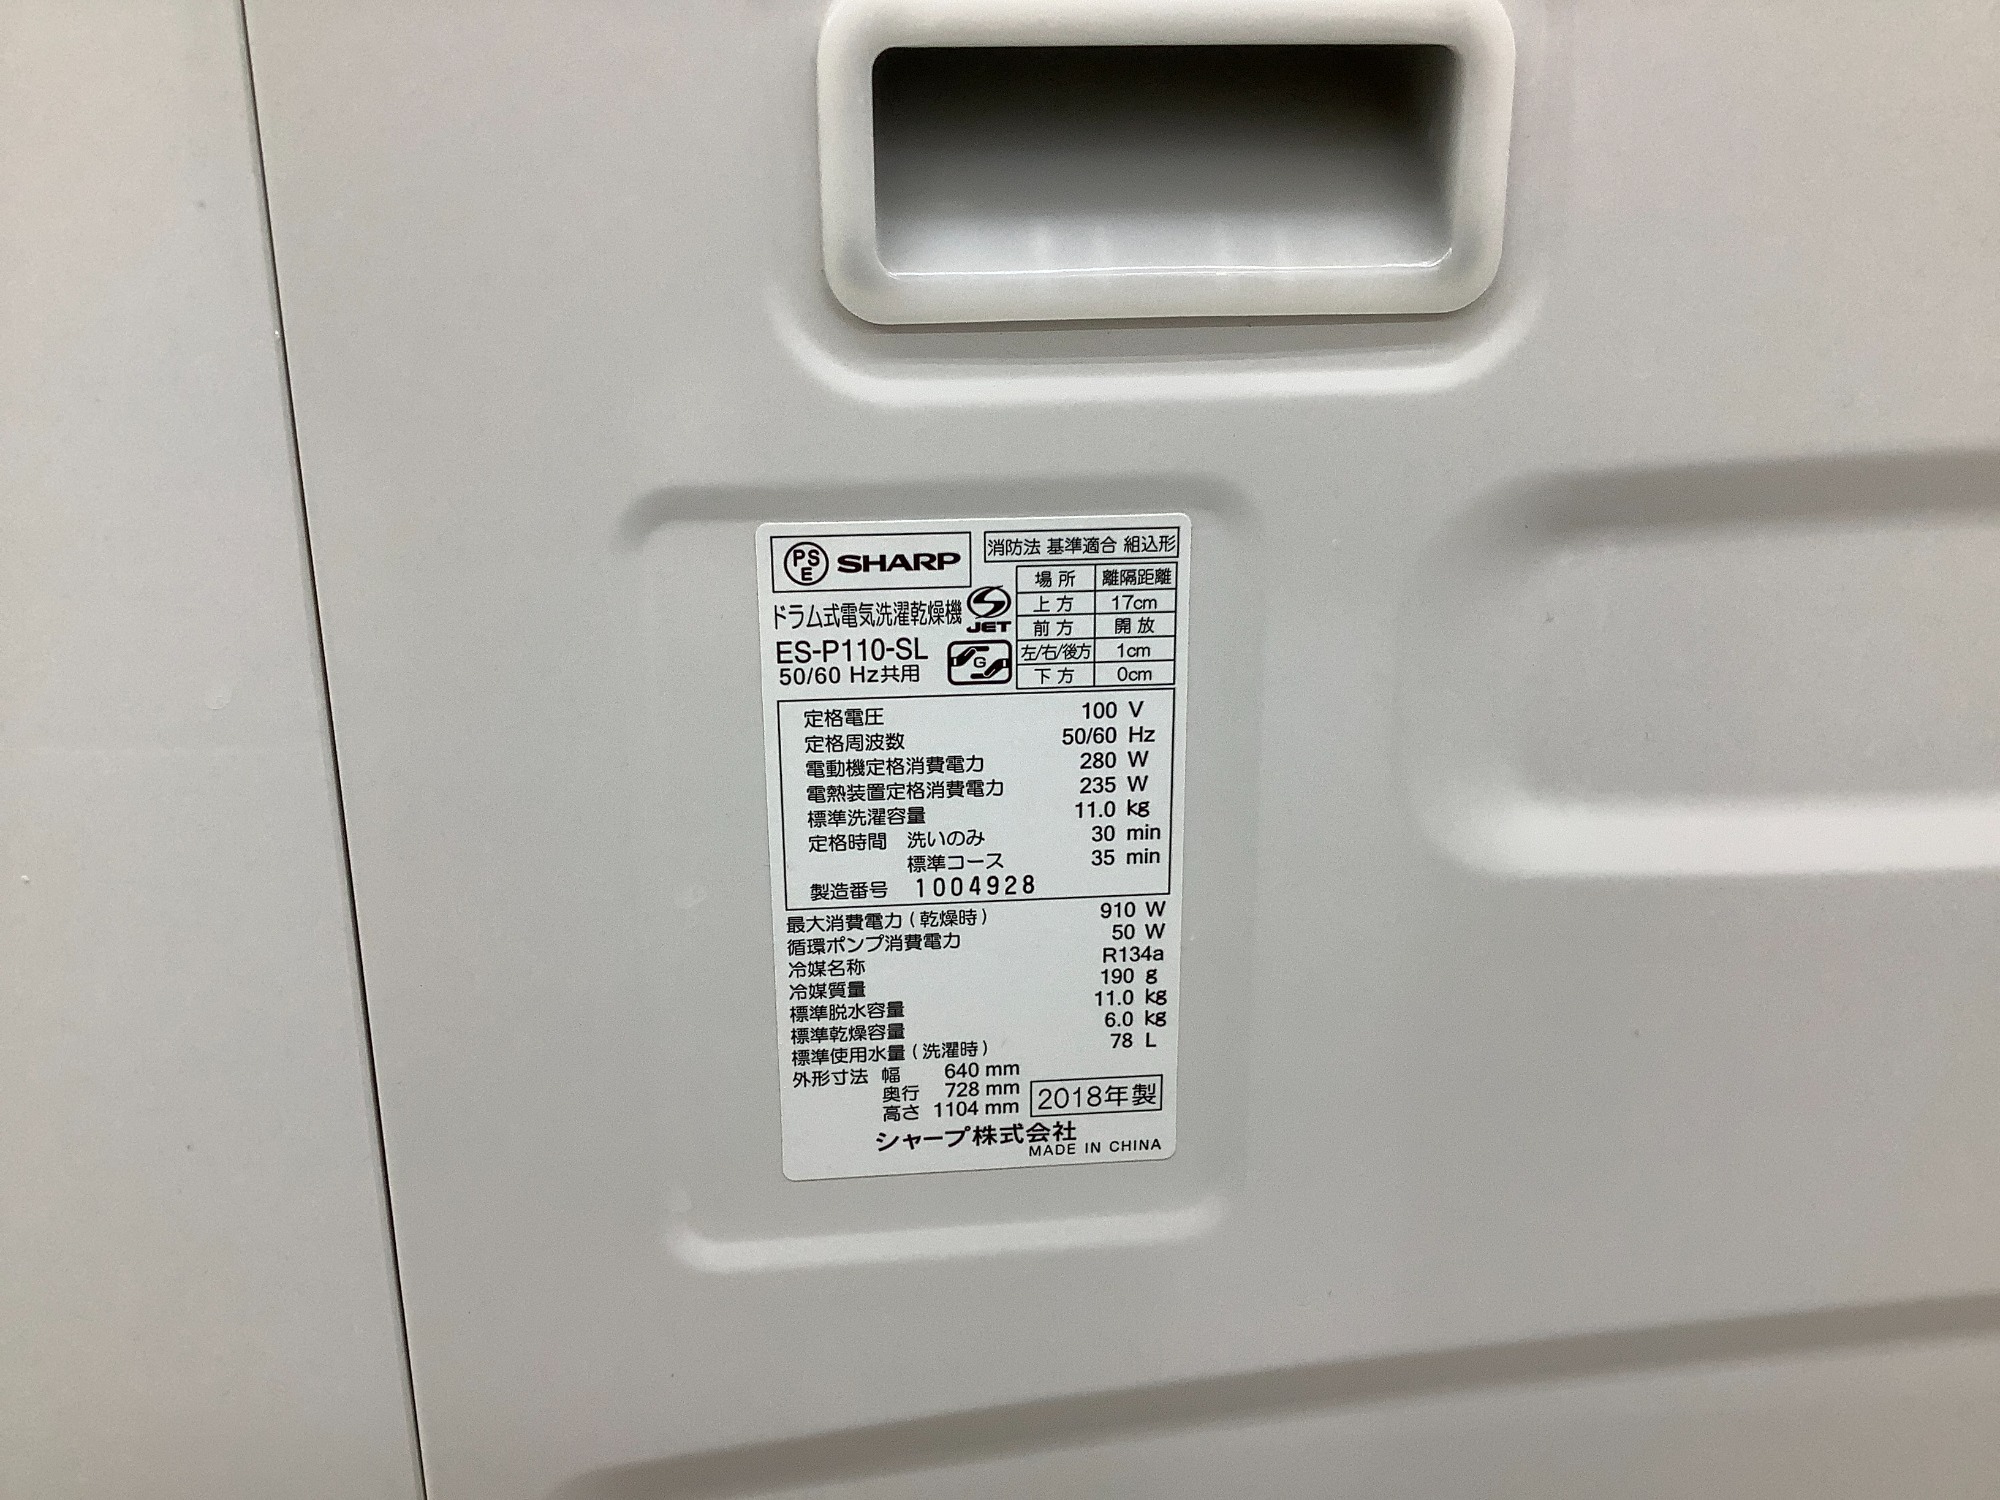 PSE SHARP
消防法 基準適合 組込形
場所 離隔距離
上方 17cm
前方 開放
左/右/後方 1cm
下方 0cm
ドラム式電気洗濯乾燥機
S JET
ES-P110-SL
G
50/60 Hz共用
定格電圧 100 V
定格周波数 50/60 Hz
電動機定格消費電力 280 W
電熱装置定格消費電力 235 W
標準洗濯容量 11.0 kg
定格時間 洗いのみ 30 min
標準コース 35 min
製造番号 1004928
最大消費電力(乾燥時) 910 W
循環ポンプ消費電力 50 W
冷媒名称 R134a
冷媒質量 190 g
標準脱水容量 11.0 kg
標準乾燥容量 6.0 kg
標準使用水量(洗濯時) 78 L
外形寸法 幅 640 mm
奥行 728 mm
高さ 1104 mm
2018年製
シャープ株式会社
MADE IN CHINA